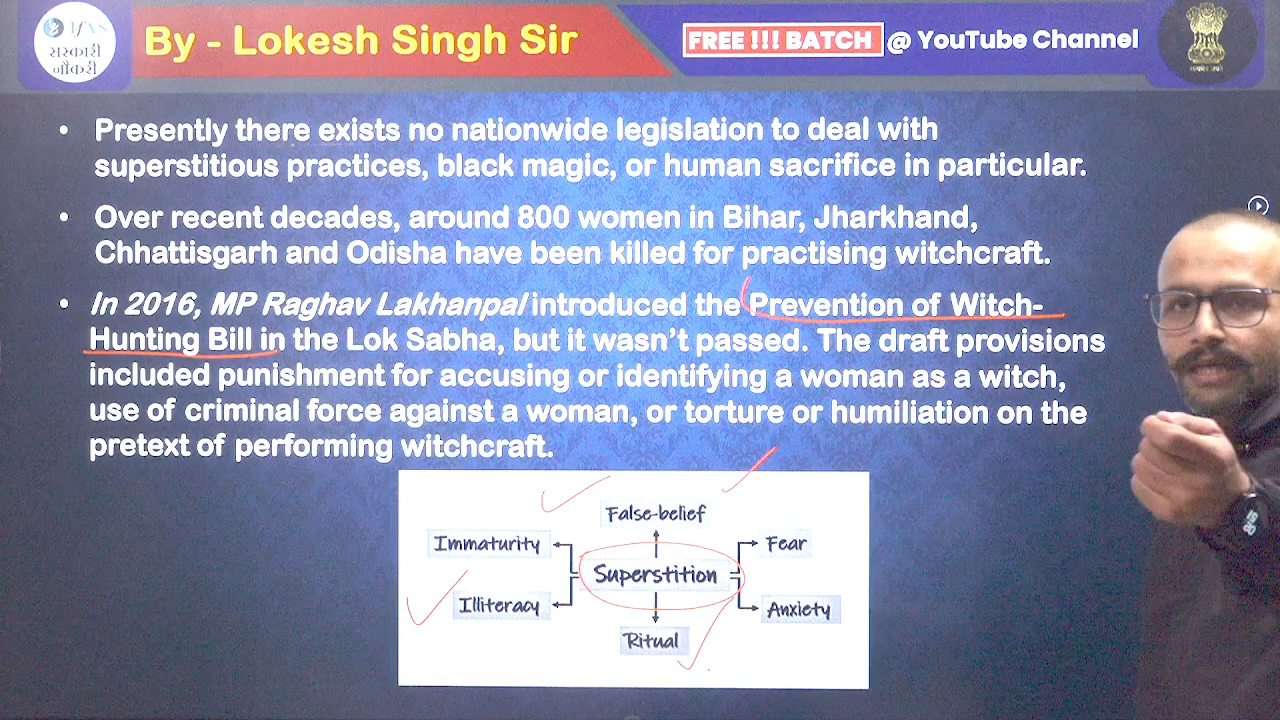 IFAS
सरकारी
नौकरी
By - Lokesh Singh Sir
FREE !!! BATCH @ YouTube Channel
सत्यमेव जयते
• Presently there exists no nationwide legislation to deal with
superstitious practices, black magic, or human sacrifice in particular.
• Over recent decades, around 800 women in Bihar, Jharkhand,
Chhattisgarh and Odisha have been killed for practising witchcraft.
• In 2016, MP Raghav Lakhanpal introduced the Prevention of Witch-
Hunting Bill in the Lok Sabha, but it wasn't passed. The draft provisions
included punishment for accusing or identifying a woman as a witch,
use of criminal force against a woman, or torture or humiliation on the
pretext of performing witchcraft.
False-belief
Immaturity
Fear
Superstition
Illiteracy
Anxiety
Ritual